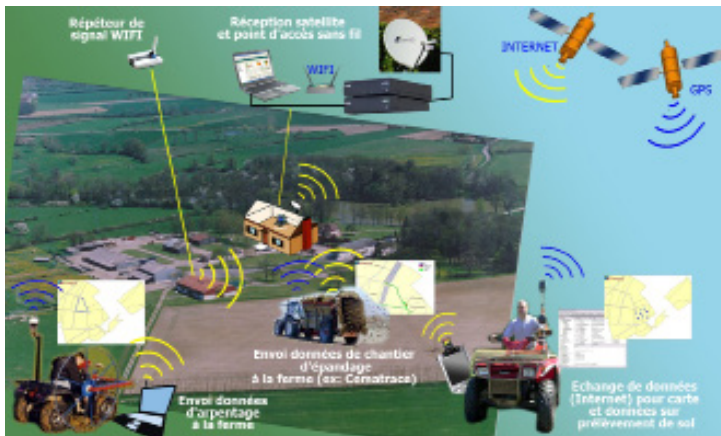 Répéteur de
signal WIFI
Réception satellite
et point d'accès sans fil
WIFI
INTERNET
GPS
Envoi données de chantier
d'épandage
à la ferme (ex: Cematrace)
Envoi données
d'arpentage
à la ferme
Echange de données
(Internet) pour carte
et données sur
prélèvement de sol